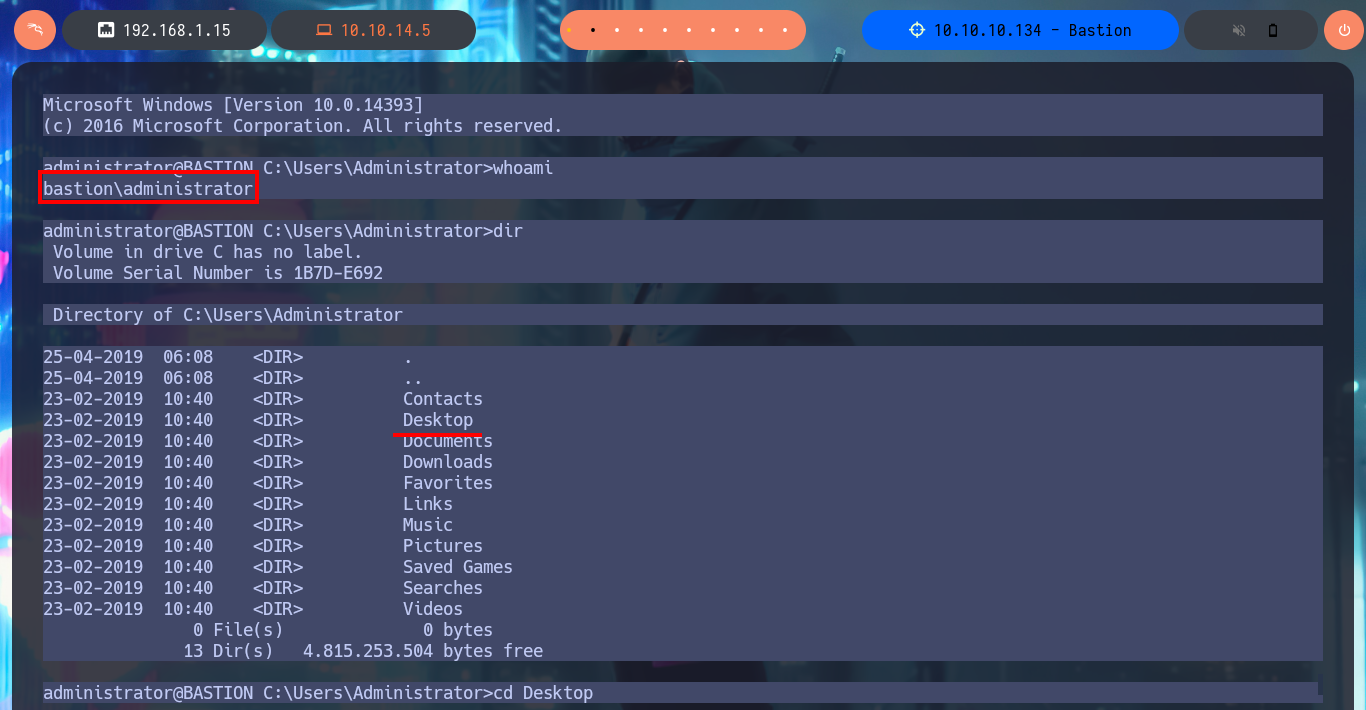 192.168.1.15 10.10.14.5 10.10.10.134 - Bastion
Microsoft Windows [Version 10.0.14393]
(c) 2016 Microsoft Corporation. All rights reserved.
administrator@BASTION C:\Users\Administrator>whoami
bastion\administrator
administrator@BASTION C:\Users\Administrator>dir
Volume in drive C has no label.
Volume Serial Number is 1B7D-E692
Directory of C:\Users\Administrator
25-04-2019  06:08    <DIR>          .
25-04-2019  06:08    <DIR>          ..
23-02-2019  10:40    <DIR>          Contacts
23-02-2019  10:40    <DIR>          Desktop
23-02-2019  10:40    <DIR>          Documents
23-02-2019  10:40    <DIR>          Downloads
23-02-2019  10:40    <DIR>          Favorites
23-02-2019  10:40    <DIR>          Links
23-02-2019  10:40    <DIR>          Music
23-02-2019  10:40    <DIR>          Pictures
23-02-2019  10:40    <DIR>          Saved Games
23-02-2019  10:40    <DIR>          Searches
23-02-2019  10:40    <DIR>          Videos
0 File(s)              0 bytes
13 Dir(s)   4.815.253.504 bytes free
administrator@BASTION C:\Users\Administrator>cd Desktop